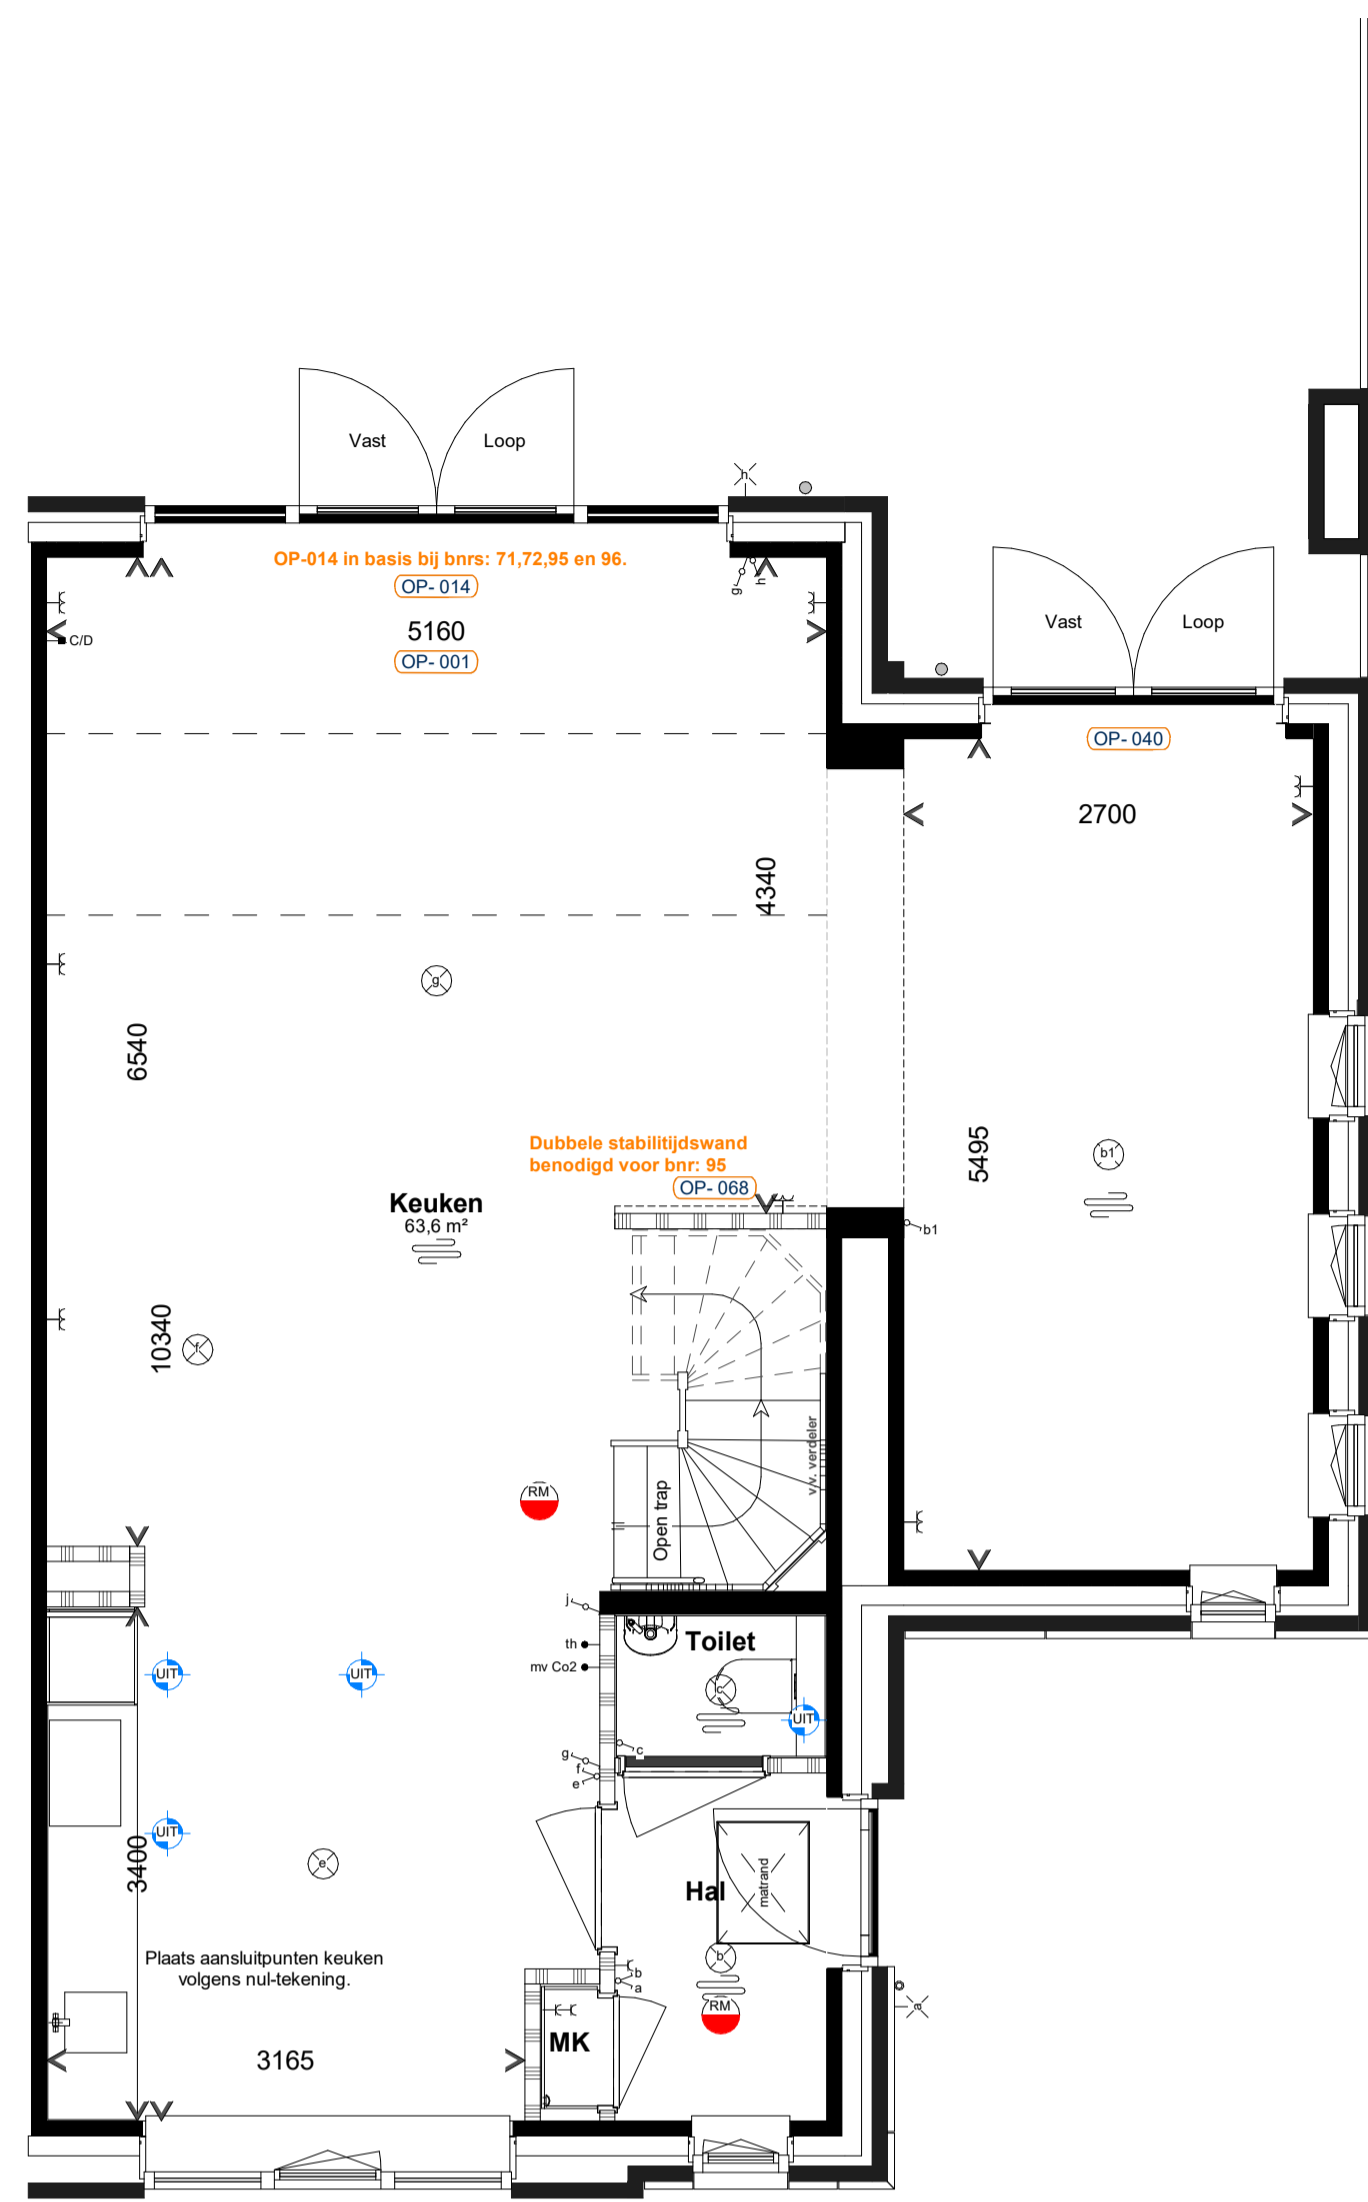 Vast
Loop
h
OP-014 in basis bij bnrs: 71,72,95 en 96.
OP- 014
g
h
5160
C/D
OP- 001
Vast
Loop
OP- 040
2700
4340
g
6540
Dubbele stabilitijdswand
benodigd voor bnr: 95
OP- 068
5495
b1
Keuken
63,6 m²
b1
10340
f
v.v. verdeler
RM
Open trap
j
th
mv Co2
Toilet
UIT
UIT
c
UIT
c
g
f
e
UIT
3400
e
Hal
matrand
b
Plaats aansluitpunten keuken
volgens nul-tekening.
b
a
RM
a
MK
3165